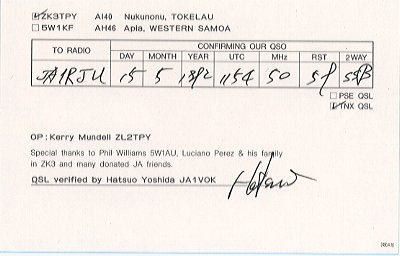 ☑ZK3TPY AI40 Nukunonu, TOKELAU
☐5W1KF AH46 Apia, WESTERN SAMOA
TO RADIO CONFIRMING OUR QSO
DAY MONTH YEAR UTC MHz RST 2WAY
JA1RJU 15 5 1154 50 SSB
☐PSE QSL
☑TNX QSL
OP: Kerry Mundell ZL2TPY
Special thanks to Phil Williams 5W1AU, Luciano Perez & his family
in ZK3 and many donated JA friends.
QSL verified by Hatsuo Yoshida JA1VOK